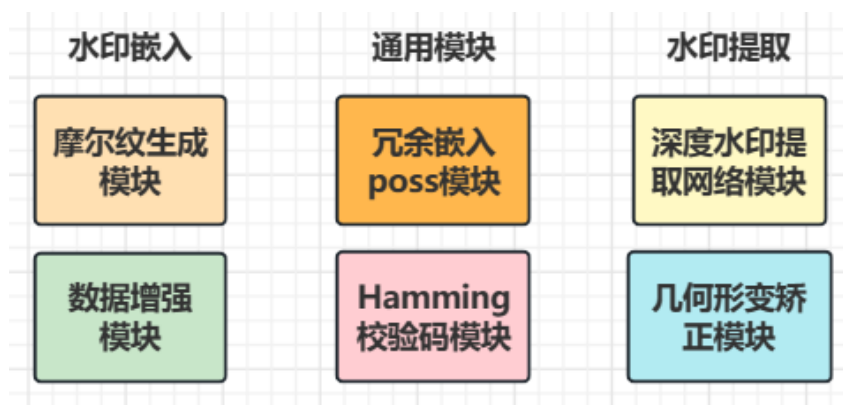 水印嵌入 通用模块 水印提取
摩尔纹生成
模块
冗余嵌入
poss模块
深度水印提
取网络模块
数据增强
模块
Hamming
校验码模块
几何形变矫
正模块